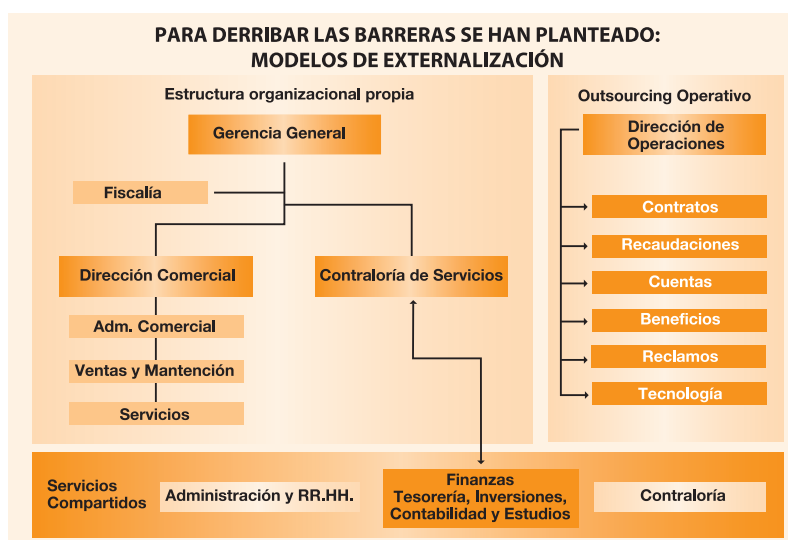 PARA DERRIBAR LAS BARRERAS SE HAN PLANTEADO:
MODELOS DE EXTERNALIZACIÓN
Estructura organizacional propia
Gerencia General
Fiscalía
Dirección Comercial
Contraloría de Servicios
Adm. Comercial
Ventas y Mantención
Servicios
Outsourcing Operativo
Dirección de
Operaciones
Contratos
Recaudaciones
Cuentas
Beneficios
Reclamos
Tecnología
Servicios
Compartidos
Administración y RR.HH.
Finanzas
Tesorería, Inversiones,
Contabilidad y Estudios
Contraloría